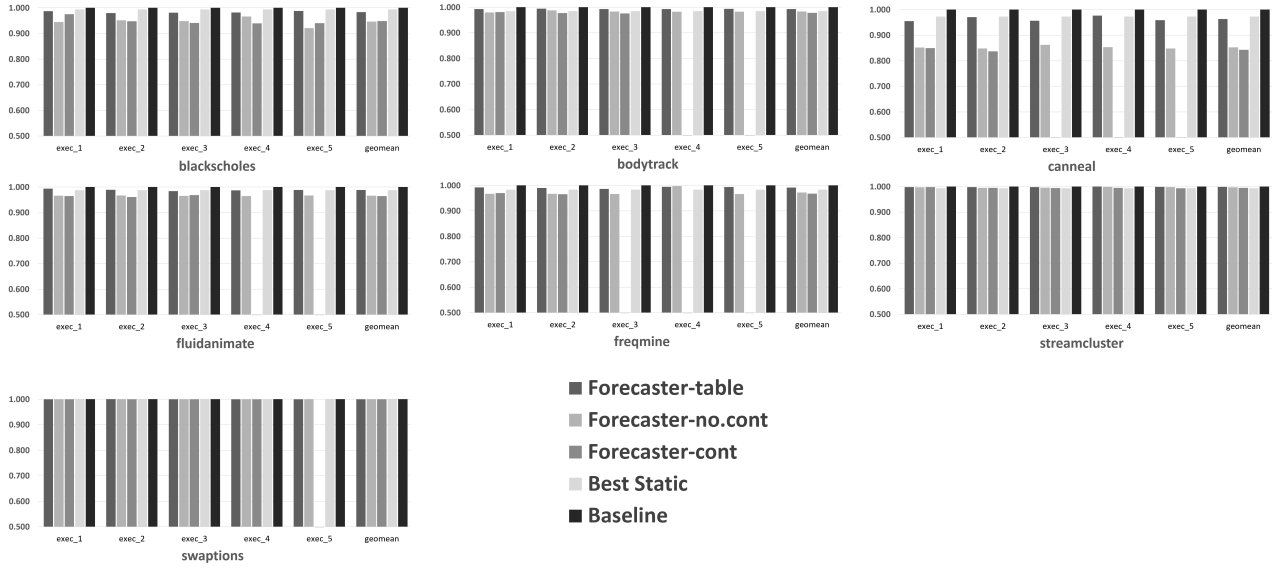 1.000
0.900
0.800
0.700
0.600
0.500
exec_1 exec_2 exec_3 exec_4 exec_5 geomean
blackscholes
1.000
0.900
0.800
0.700
0.600
0.500
exec_1 exec_2 exec_3 exec_4 exec_5 geomean
bodytrack
1.000
0.900
0.800
0.700
0.600
0.500
exec_1 exec_2 exec_3 exec_4 exec_5 geomean
canneal
1.000
0.900
0.800
0.700
0.600
0.500
exec_1 exec_2 exec_3 exec_4 exec_5 geomean
fluidanimate
1.000
0.900
0.800
0.700
0.600
0.500
exec_1 exec_2 exec_3 exec_4 exec_5 geomean
freqmine
1.000
0.900
0.800
0.700
0.600
0.500
exec_1 exec_2 exec_3 exec_4 exec_5 geomean
streamcluster
1.000
0.900
0.800
0.700
0.600
0.500
exec_1 exec_2 exec_3 exec_4 exec_5 geomean
swaptions
Forecaster-table
Forecaster-no.cont
Forecaster-cont
Best Static
Baseline